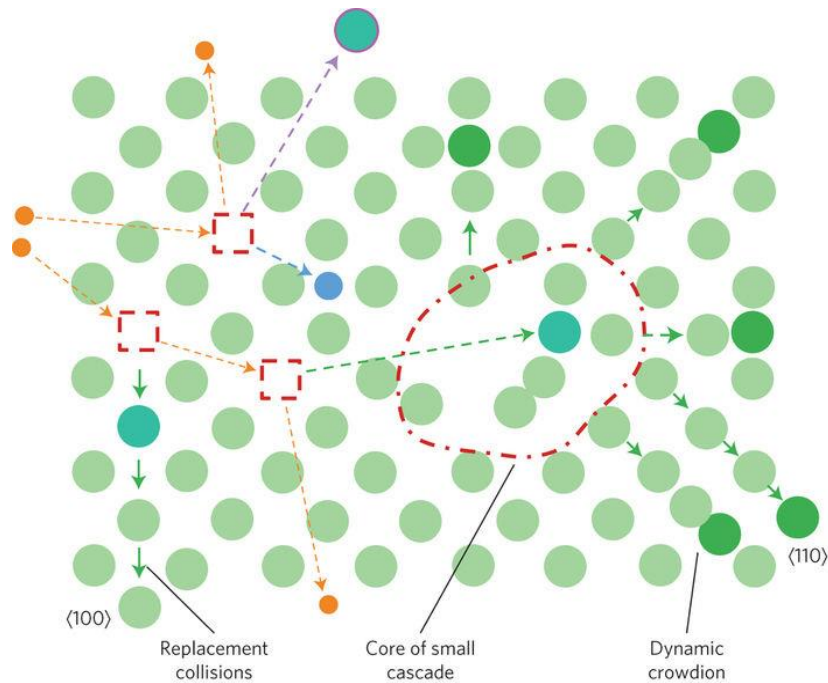 ⟨110⟩
⟨100⟩
Replacement
collisions
Core of small
cascade
Dynamic
crowdion